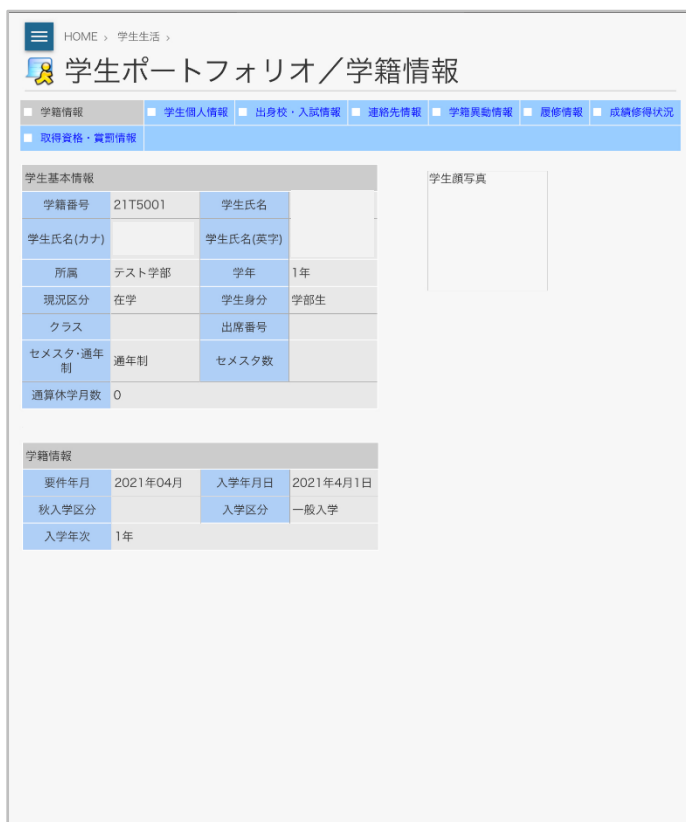 HOME › 学生生活 ›
学生ポートフォリオ／学籍情報
学籍情報 学生個人情報 出身校・入試情報 連絡先情報 学籍異動情報 履修情報 成績修得状況
取得資格・賞罰情報
学生基本情報
学生顔写真
学籍番号 21T5001 学生氏名
学生氏名(カナ) 学生氏名(英字)
所属 テスト学部 学年 1年
現況区分 在学 学生身分 学部生
クラス 出席番号
セメスタ・通年
制 通年制 セメスタ数
通算休学月数 0
学籍情報
要件年月 2021年04月 入学年月日 2021年4月1日
秋入学区分 入学区分 一般入学
入学年次 1年